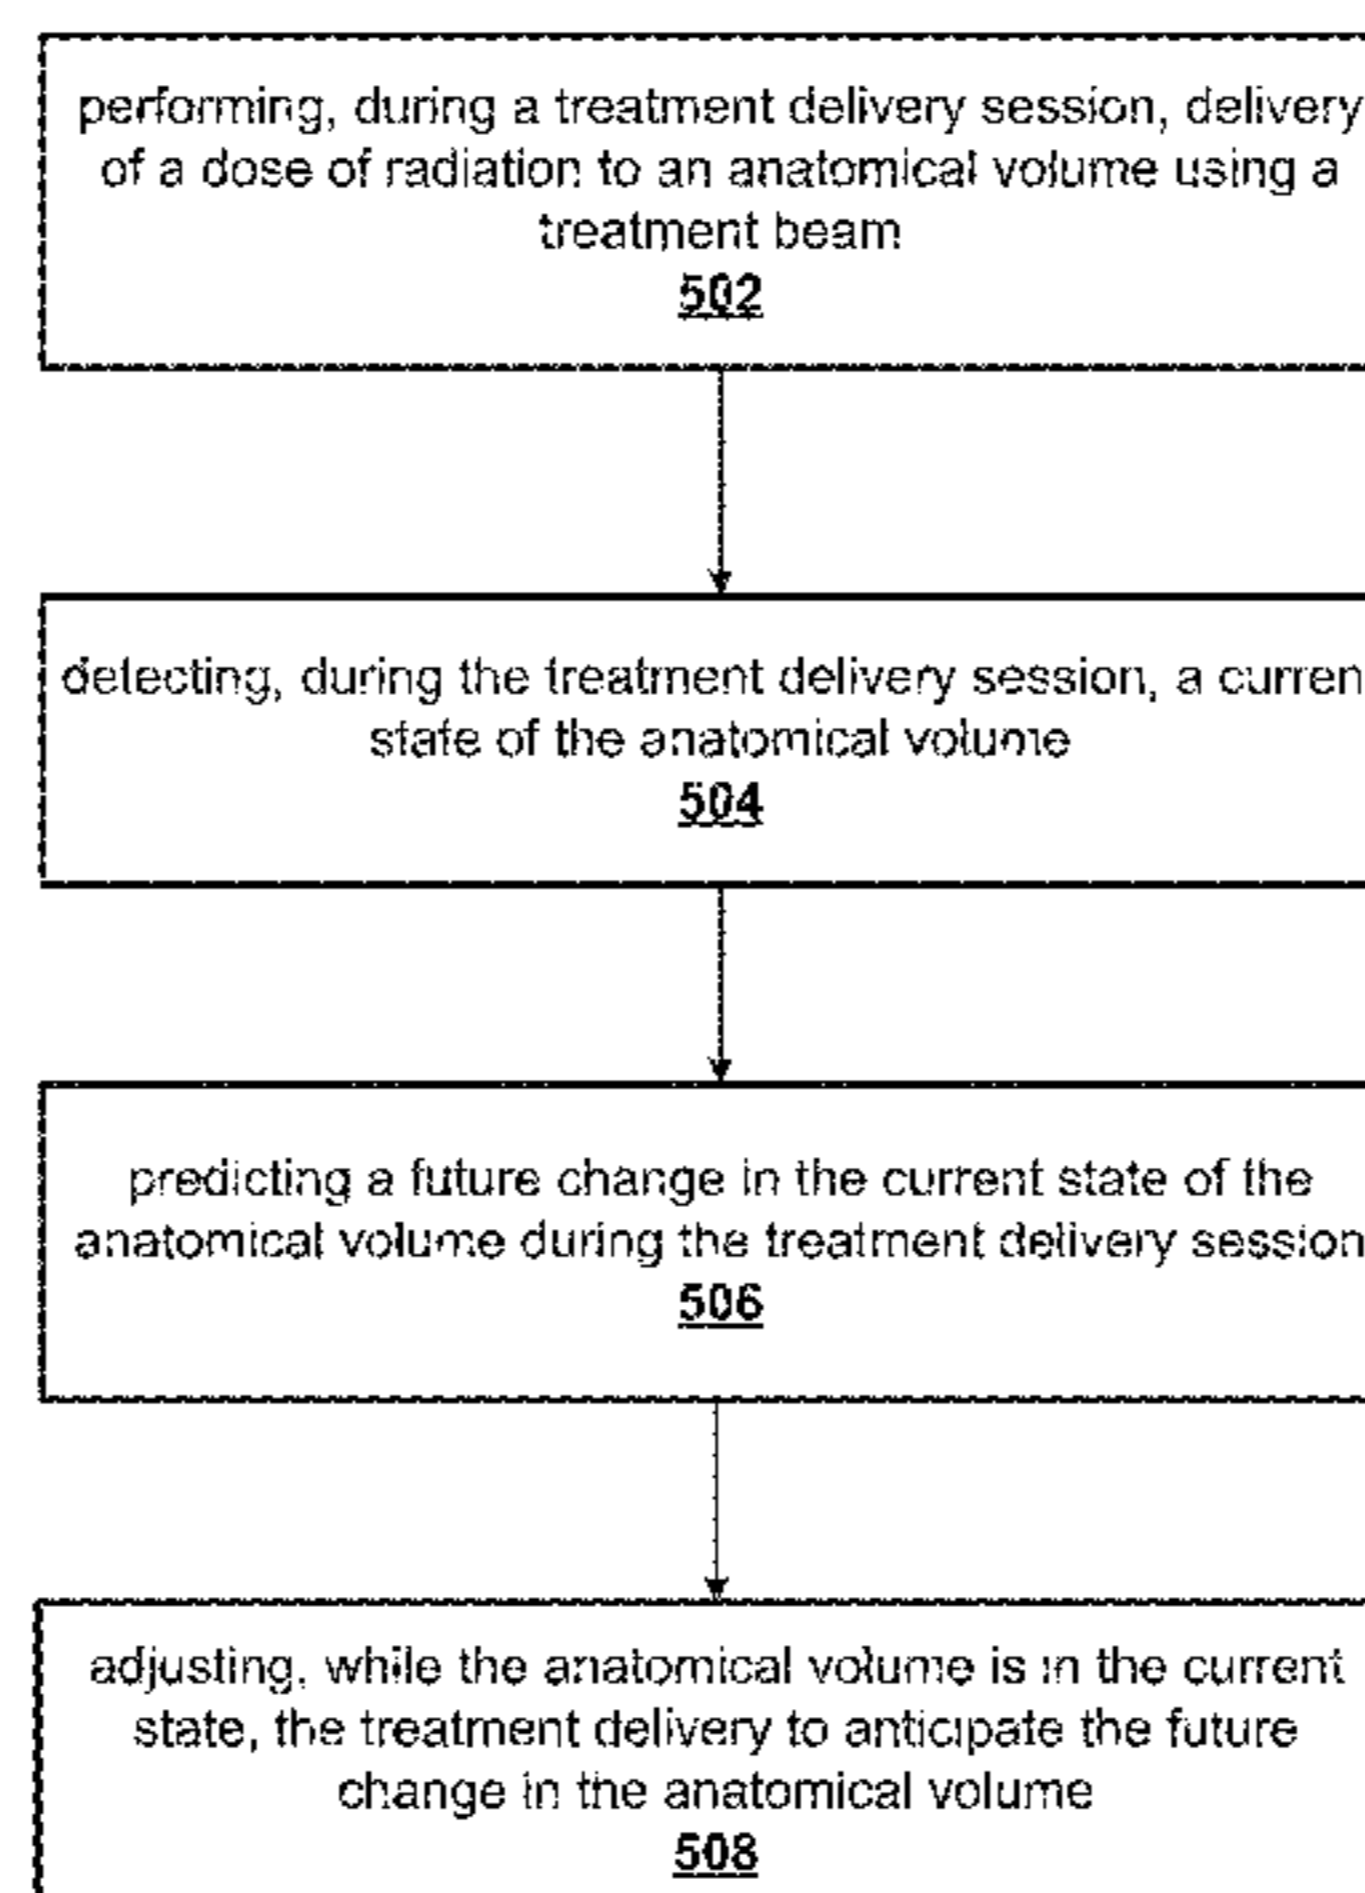 performing, during a treatment delivery session, delivery
of a dose of radiation to an anatomical volume using a
treatment beam
502
detecting, during the treatment delivery session, a curren
state of the anatomical volume
504
predicting a future change in the current state of the
anatomical volume during the treatment delivery session
506
adjusting, while the anatomical volume is in the current
state, the treatment delivery to anticipate the future
change in the anatomical volume
508